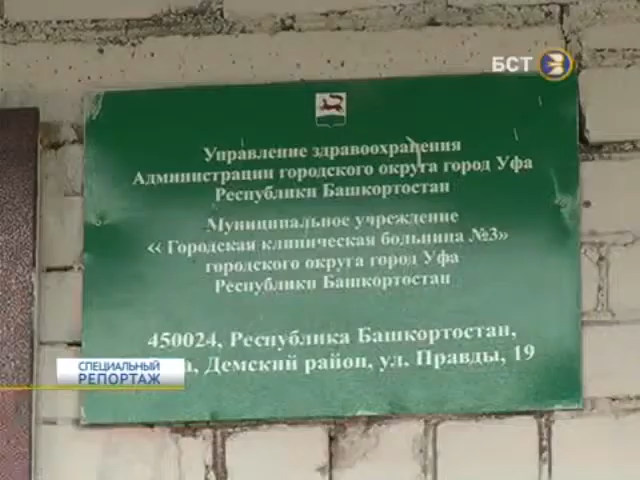 БСТ
Управление здравоохранения
Администрации городского округа город Уфа
Республики Башкортостан
Муниципальное учреждение
« Городская клиническая больница №3»
городского округа город Уфа
Республики Башкортостан
450024, Республика Башкортостан,
а, Демский район, ул. Правды, 19
СПЕЦИАЛЬНЫЙ
РЕПОРТАЖ